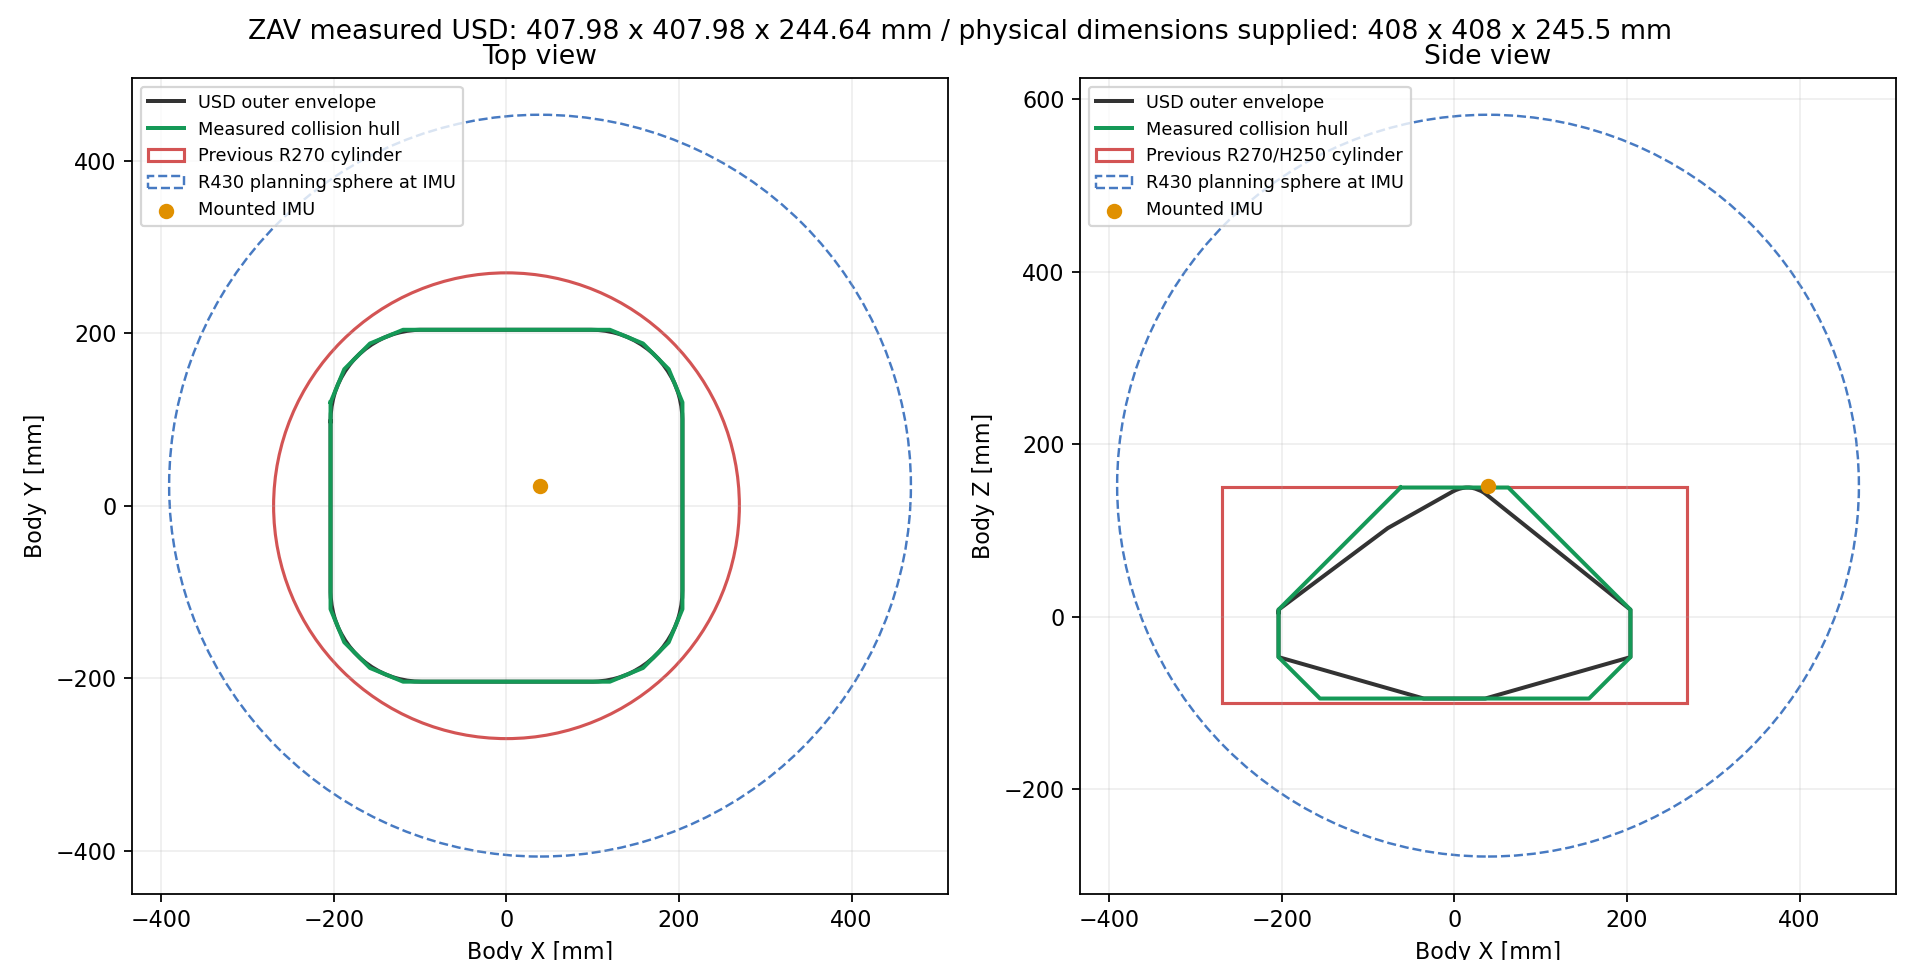 ZAV measured USD: 407.98 x 407.98 x 244.64 mm / physical dimensions supplied: 408 x 408 x 245.5 mm
Top view
USD outer envelope
Measured collision hull
Previous R270 cylinder
R430 planning sphere at IMU
Mounted IMU
400
200
0
−200
−400
Body Y [mm]
−400
−200
0
200
400
Body X [mm]
Side view
USD outer envelope
Measured collision hull
Previous R270/H250 cylinder
R430 planning sphere at IMU
Mounted IMU
600
400
200
0
−200
Body Z [mm]
−400
−200
0
200
400
Body X [mm]